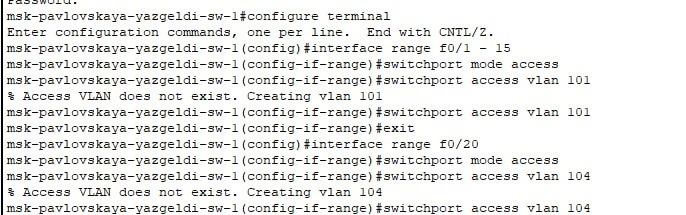 Password:
msk-pavlovskaya-yazgeldi-sw-1#configure terminal
Enter configuration commands, one per line.  End with CNTL/Z.
msk-pavlovskaya-yazgeldi-sw-1(config)#interface range f0/1 - 15
msk-pavlovskaya-yazgeldi-sw-1(config-if-range)#switchport mode access
msk-pavlovskaya-yazgeldi-sw-1(config-if-range)#switchport access vlan 101
% Access VLAN does not exist. Creating vlan 101
msk-pavlovskaya-yazgeldi-sw-1(config-if-range)#switchport access vlan 101
msk-pavlovskaya-yazgeldi-sw-1(config-if-range)#exit
msk-pavlovskaya-yazgeldi-sw-1(config)#interface range f0/20
msk-pavlovskaya-yazgeldi-sw-1(config-if-range)#switchport mode access
msk-pavlovskaya-yazgeldi-sw-1(config-if-range)#switchport access vlan 104
% Access VLAN does not exist. Creating vlan 104
msk-pavlovskaya-yazgeldi-sw-1(config-if-range)#switchport access vlan 104